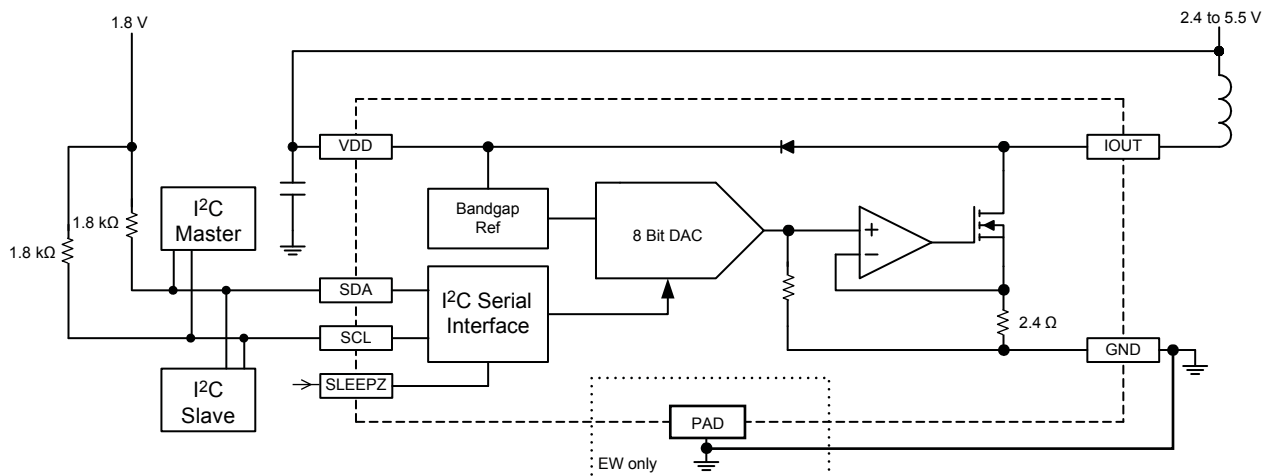 1.8 V
2.4 to 5.5 V
VDD
IOUT
I²C
Master
1.8 kΩ
1.8 kΩ
Bandgap
Ref
8 Bit DAC
+
−
SDA
I²C Serial
Interface
2.4 Ω
SCL
GND
I²C
Slave
SLEEPZ
PAD
EW only